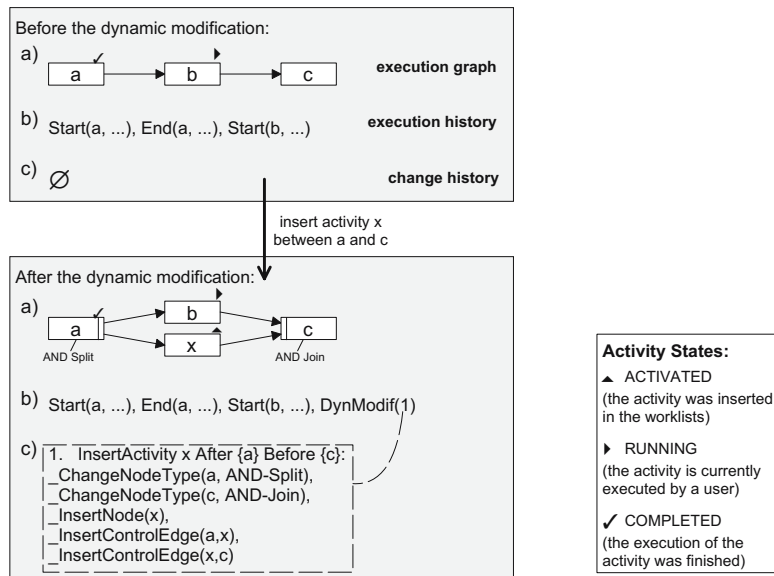 Before the dynamic modification:
a)
a
b
c
execution graph
b) Start(a, ...), End(a, ...), Start(b, ...)
execution history
c) ∅
change history
insert activity x
between a and c
After the dynamic modification:
a)
b
a
c
x
AND Split
AND Join
b) Start(a, ...), End(a, ...), Start(b, ...), DynModif(1)
c) 1. InsertActivity x After {a} Before {c}:
_ChangeNodeType(a, AND-Split),
_ChangeNodeType(c, AND-Join),
_InsertNode(x),
_InsertControlEdge(a,x),
_InsertControlEdge(x,c)
Activity States:
ACTIVATED
(the activity was inserted
in the worklists)
RUNNING
(the activity is currently
executed by a user)
COMPLETED
(the execution of the
activity was finished)